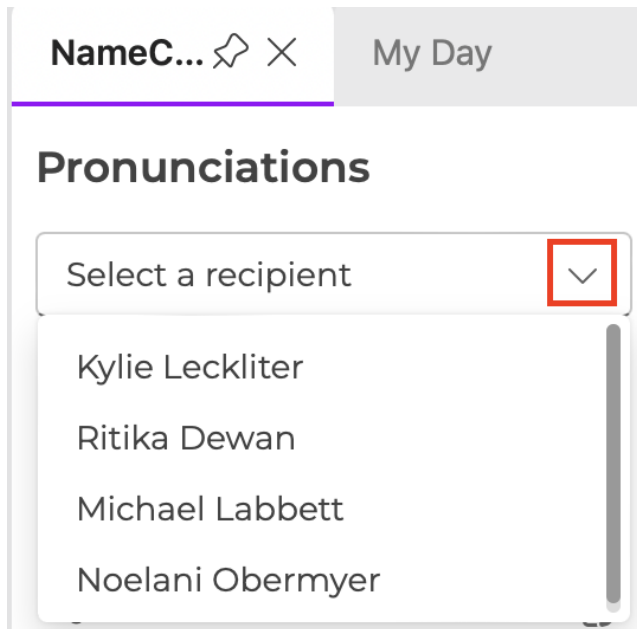 NameC... My Day
Pronunciations
Select a recipient
Kylie Leckliter
Ritika Dewan
Michael Labbett
Noelani Obermyer